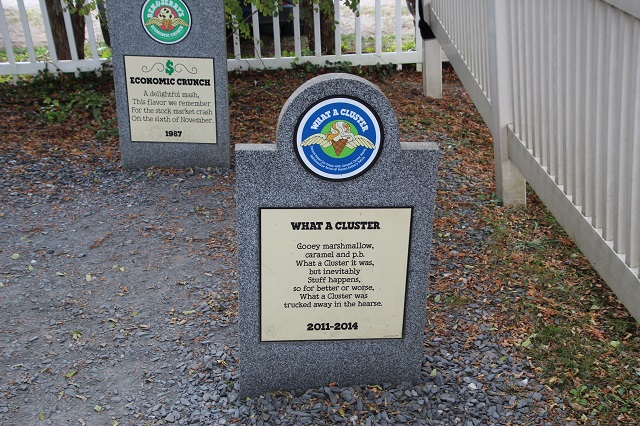 BEN & JERRY'S
ECONOMIC CRUNCH
A delightful mash,
This flavor we remember
For the stock market crash
On the sixth of November.
1987
WHAT A CLUSTER
WHAT A CLUSTER
Gooey marshmallow,
caramel and p.b.
What a Cluster it was,
but inevitably
Stuff happens,
so for better or worse,
What a Cluster was
trucked away in the hearse.
2011-2014